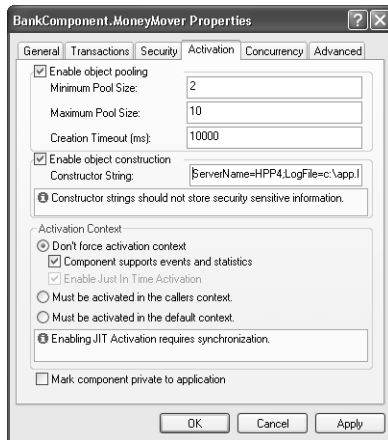 BankComponent.MoneyMover Properties
General Transactions Security Activation Concurrency Advanced
Enable object pooling
Minimum Pool Size: 2
Maximum Pool Size: 10
Creation Timeout (ms): 10000
Enable object construction
Constructor String: ServerName=HPP4;LogFile=c:\app.l
Constructor strings should not store security sensitive information.
Activation Context
Don't force activation context
Component supports events and statistics
Enable Just In Time Activation
Must be activated in the callers context.
Must be activated in the default context.
Enabling JIT Activation requires synchronization.
Mark component private to application
OK Cancel Apply